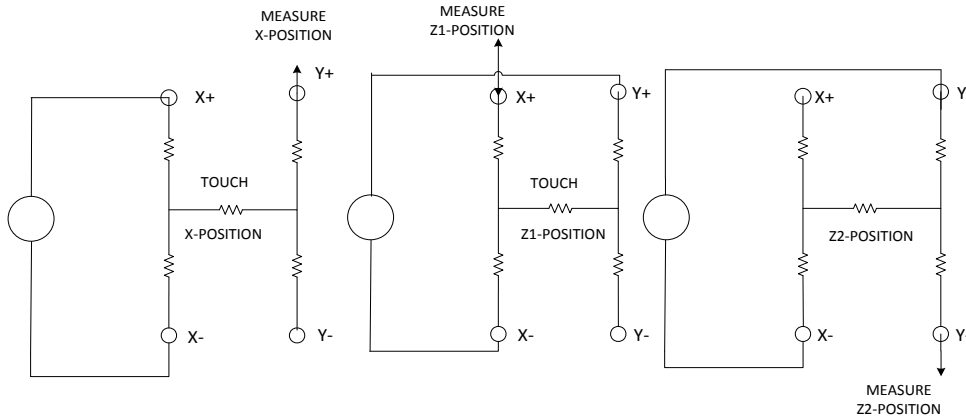 MEASURE
X-POSITION
Y+
X+
TOUCH
X-POSITION
X-
Y-
MEASURE
Z1-POSITION
X+
Y+
TOUCH
Z1-POSITION
X-
Y-
X+
Y
Z2-POSITION
X-
Y
MEASURE
Z2-POSITION